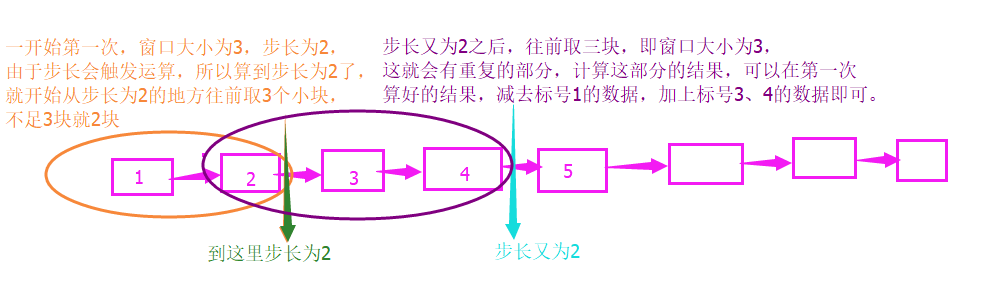 一开始第一次，窗口大小为3，步长为2，
由于步长会触发运算，所以算到步长为2了，
就开始从步长为2的地方往前取3个小块，
不足3块就2块
步长又为2之后，往前取三块，即窗口大小为3，
这就会有重复的部分，计算这部分的结果，可以在第一次
算好的结果，减去标号1的数据，加上标号3、4的数据即可。
1
2
3
4
5
到这里步长为2
步长又为2